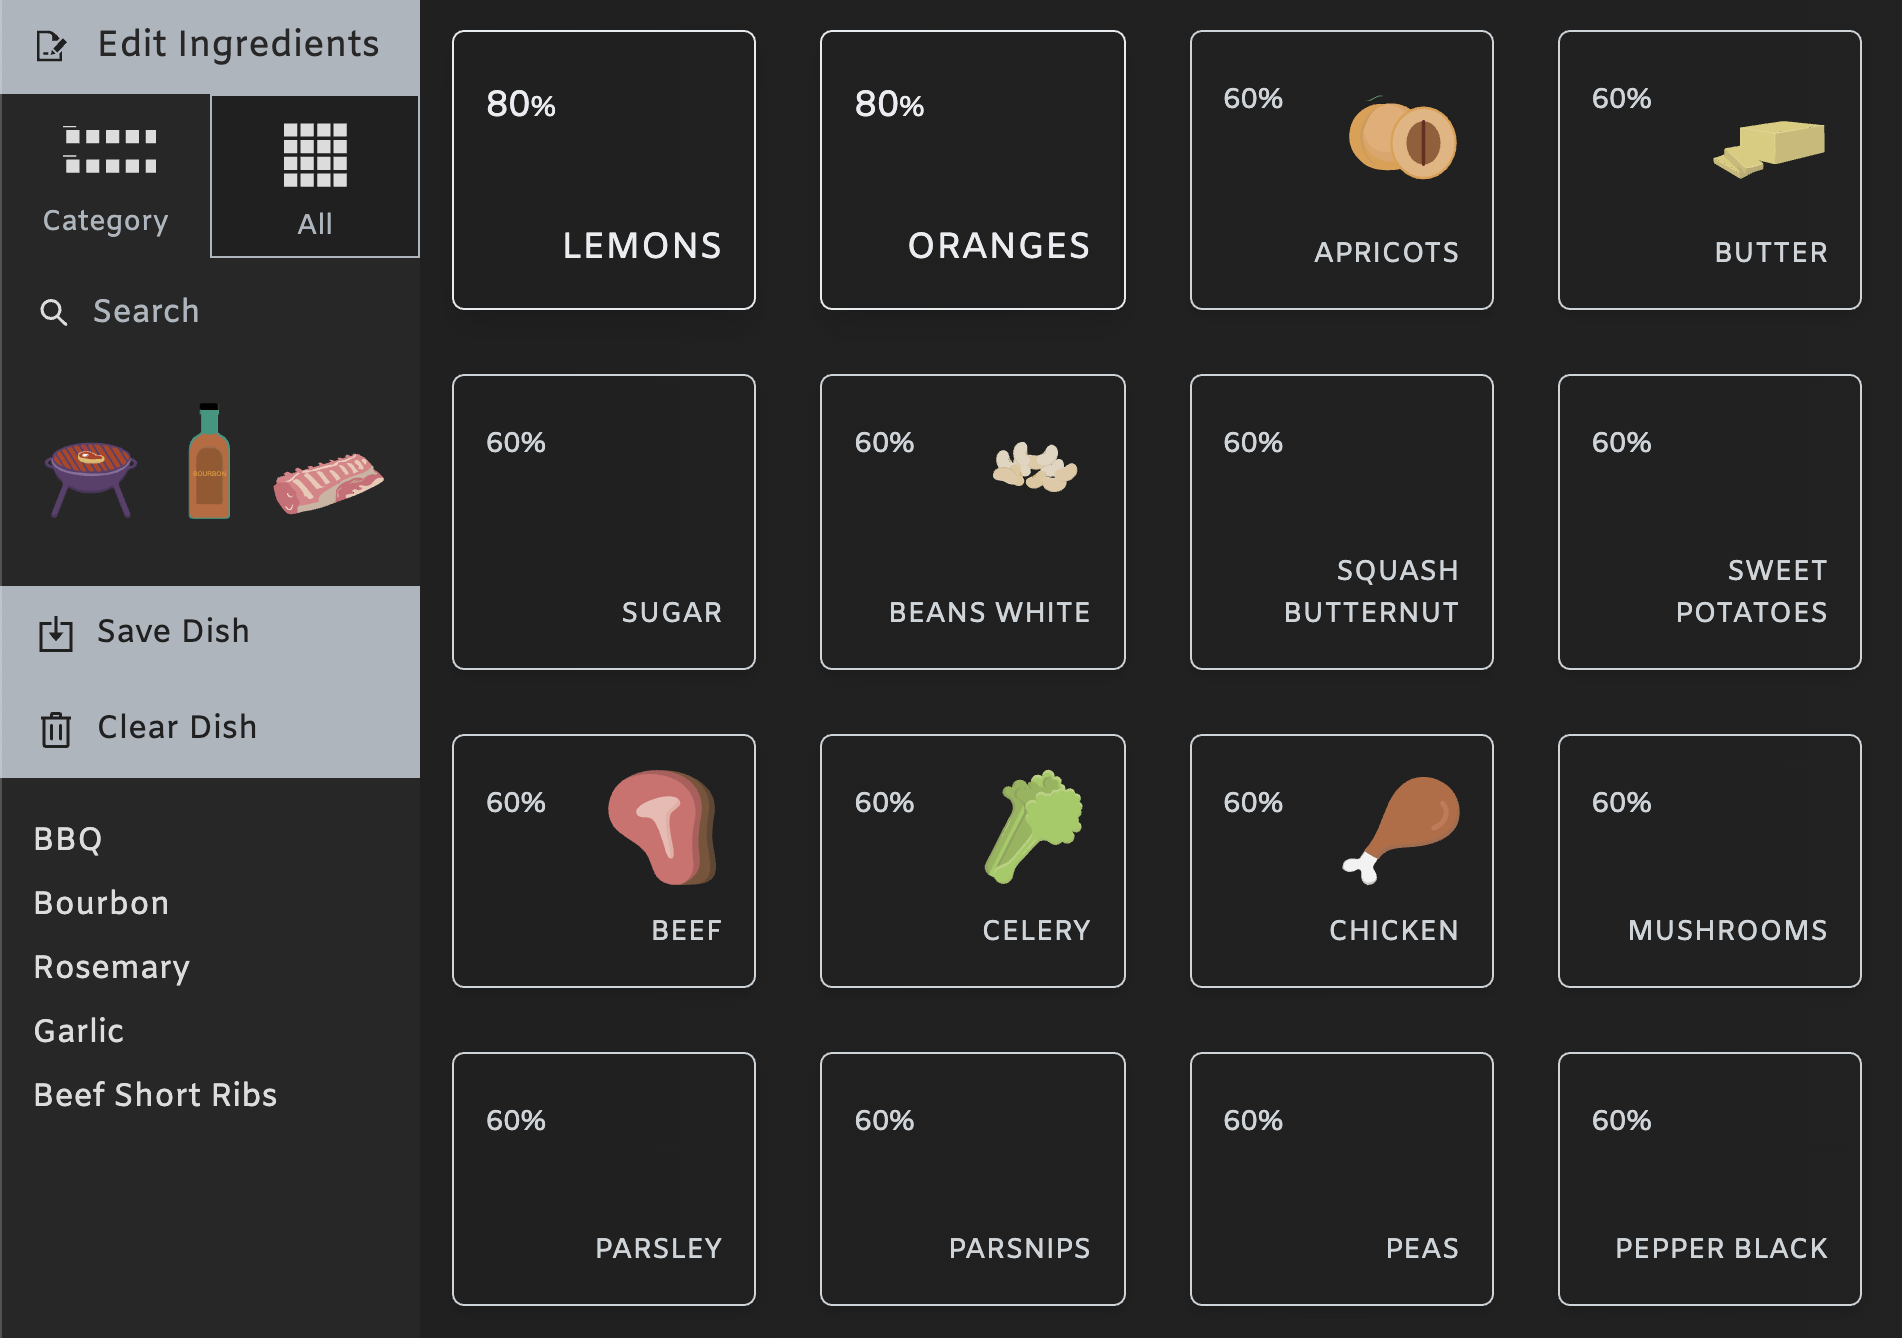 Edit Ingredients
Category
All
Search
BOURBON
Save Dish
Clear Dish
BBQ
Bourbon
Rosemary
Garlic
Beef Short Ribs
80%
LEMONS
80%
ORANGES
60%
APRICOTS
60%
BUTTER
60%
SUGAR
60%
BEANS WHITE
60%
SQUASH
BUTTERNUT
60%
SWEET
POTATOES
60%
BEEF
60%
CELERY
60%
CHICKEN
60%
MUSHROOMS
60%
PARSLEY
60%
PARSNIPS
60%
PEAS
60%
PEPPER BLACK